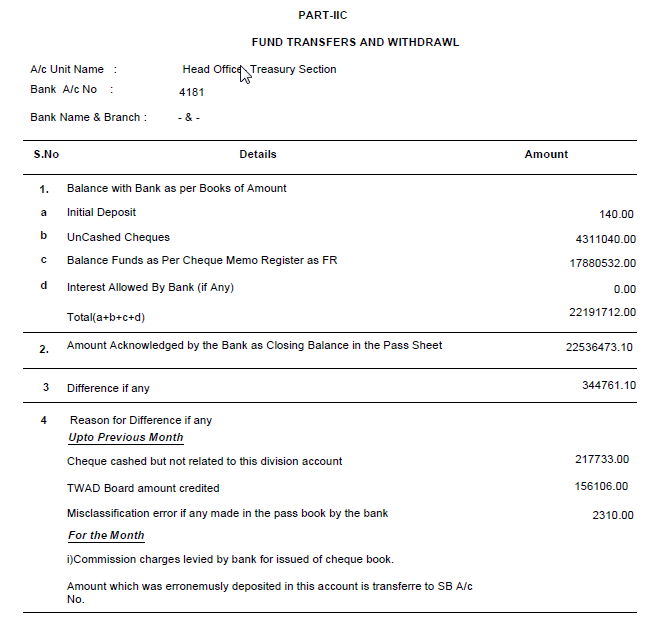 PART-IIC
FUND TRANSFERS AND WITHDRAWL
A/c Unit Name : Head Office, Treasury Section
Bank A/c No : 4181
Bank Name & Branch : - & -
S.No Details Amount
1. Balance with Bank as per Books of Amount
a Initial Deposit 140.00
b UnCashed Cheques 4311040.00
c Balance Funds as Per Cheque Memo Register as FR 17880532.00
d Interest Allowed By Bank (if Any) 0.00
Total(a+b+c+d) 22191712.00
2. Amount Acknowledged by the Bank as Closing Balance in the Pass Sheet 22536473.10
3 Difference if any 344761.10
4 Reason for Difference if any
Upto Previous Month
Cheque cashed but not related to this division account 217733.00
TWAD Board amount credited 156106.00
Misclassification error if any made in the pass book by the bank 2310.00
For the Month
i)Commission charges levied by bank for issued of cheque book.
Amount which was erronemusly deposited in this account is transferre to SB A/c
No.